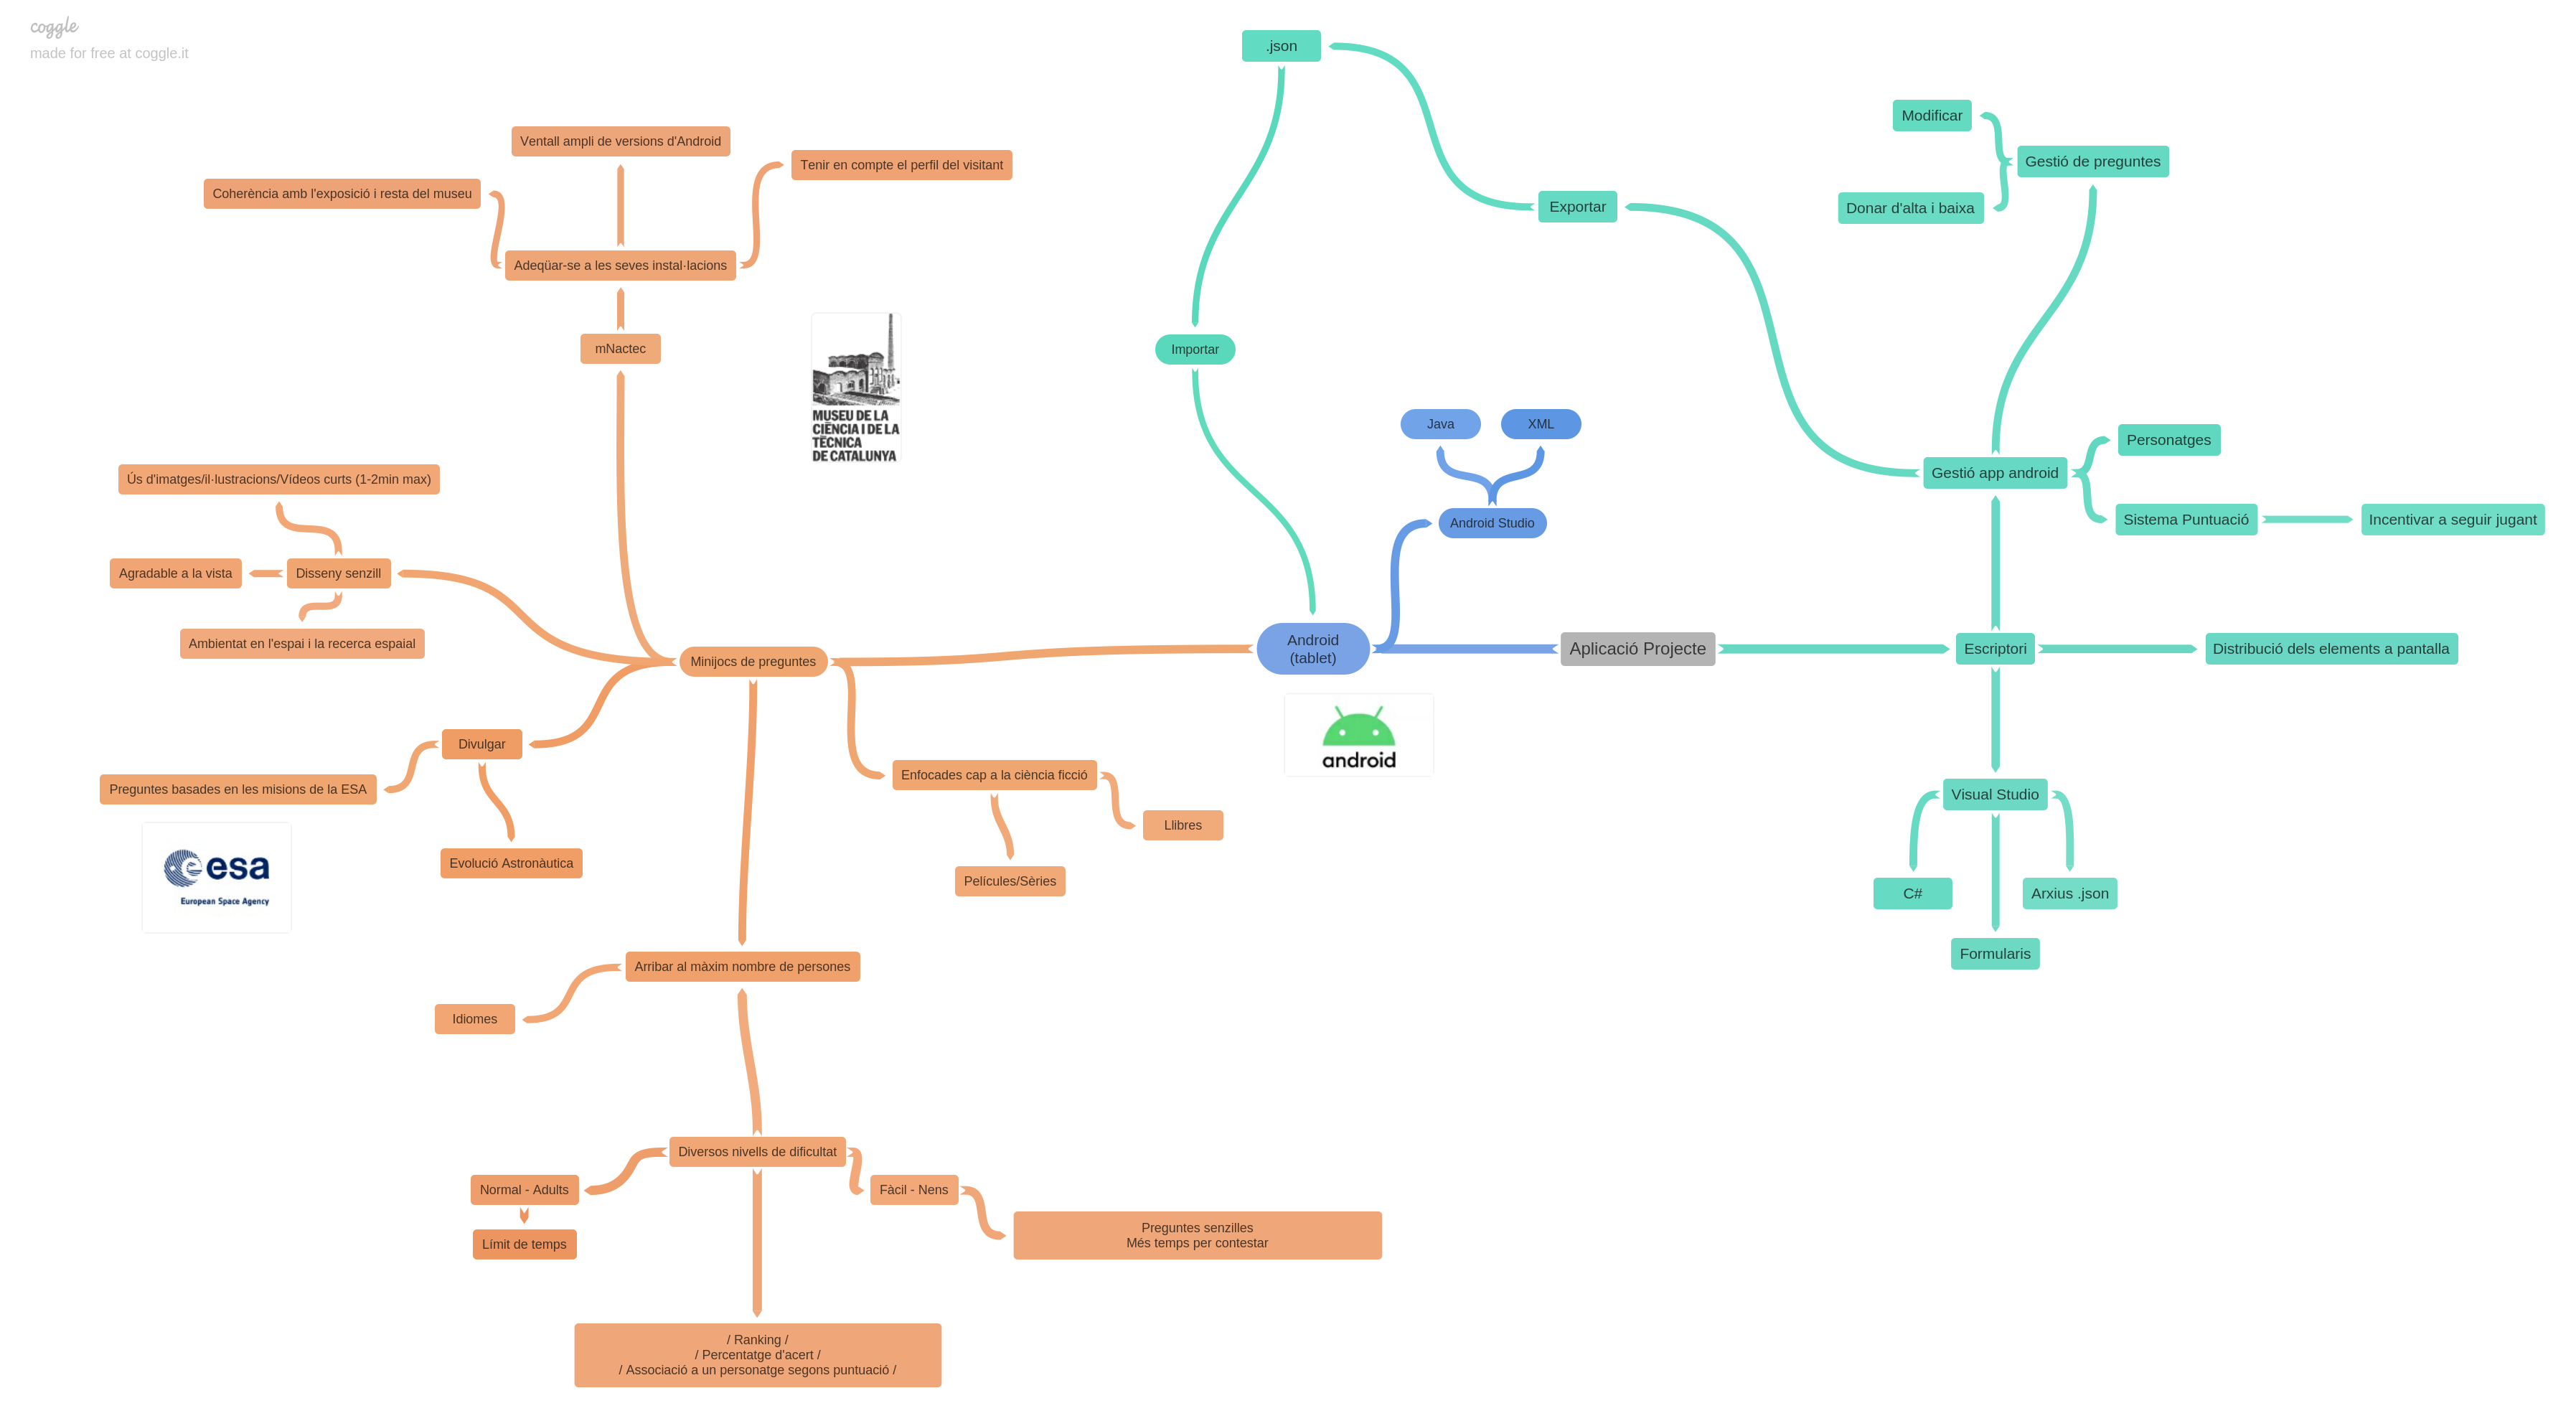 coggle
made for free at coggle.it
.json
Modificar
Gestió de preguntes
Donar d'alta i baixa
Exportar
Ventall ampli de versions d'Android
Tenir en compte el perfil del visitant
Coherència amb l'exposició i resta del museu
Adeqüar-se a les seves instal·lacions
mNactec
Importar
MUSEU DE LA
CIÈNCIA I DE LA
TÈCNICA
DE CATALUNYA
Java
XML
Android Studio
Personatges
Gestió app android
Sistema Puntuació
Incentivar a seguir jugant
Ús d'imatges/il·lustracions/Vídeos curts (1-2min max)
Agradable a la vista
Disseny senzill
Ambientat en l'espai i la recerca espaial
Minijocs de preguntes
Android
(tablet)
Aplicació Projecte
Escriptori
Distribució dels elements a pantalla
android
Divulgar
Preguntes basades en les misions de la ESA
esa
European Space Agency
Evolució Astronàutica
Enfocades cap a la ciència ficció
Llibres
Películes/Sèries
Visual Studio
C#
Arxius .json
Formularis
Arribar al màxim nombre de persones
Idiomes
Diversos nivells de dificultat
Normal - Adults
Fàcil - Nens
Límit de temps
Preguntes senzilles
Més temps per contestar
/ Ranking /
/ Percentatge d'acert /
/ Associació a un personatge segons puntuació /